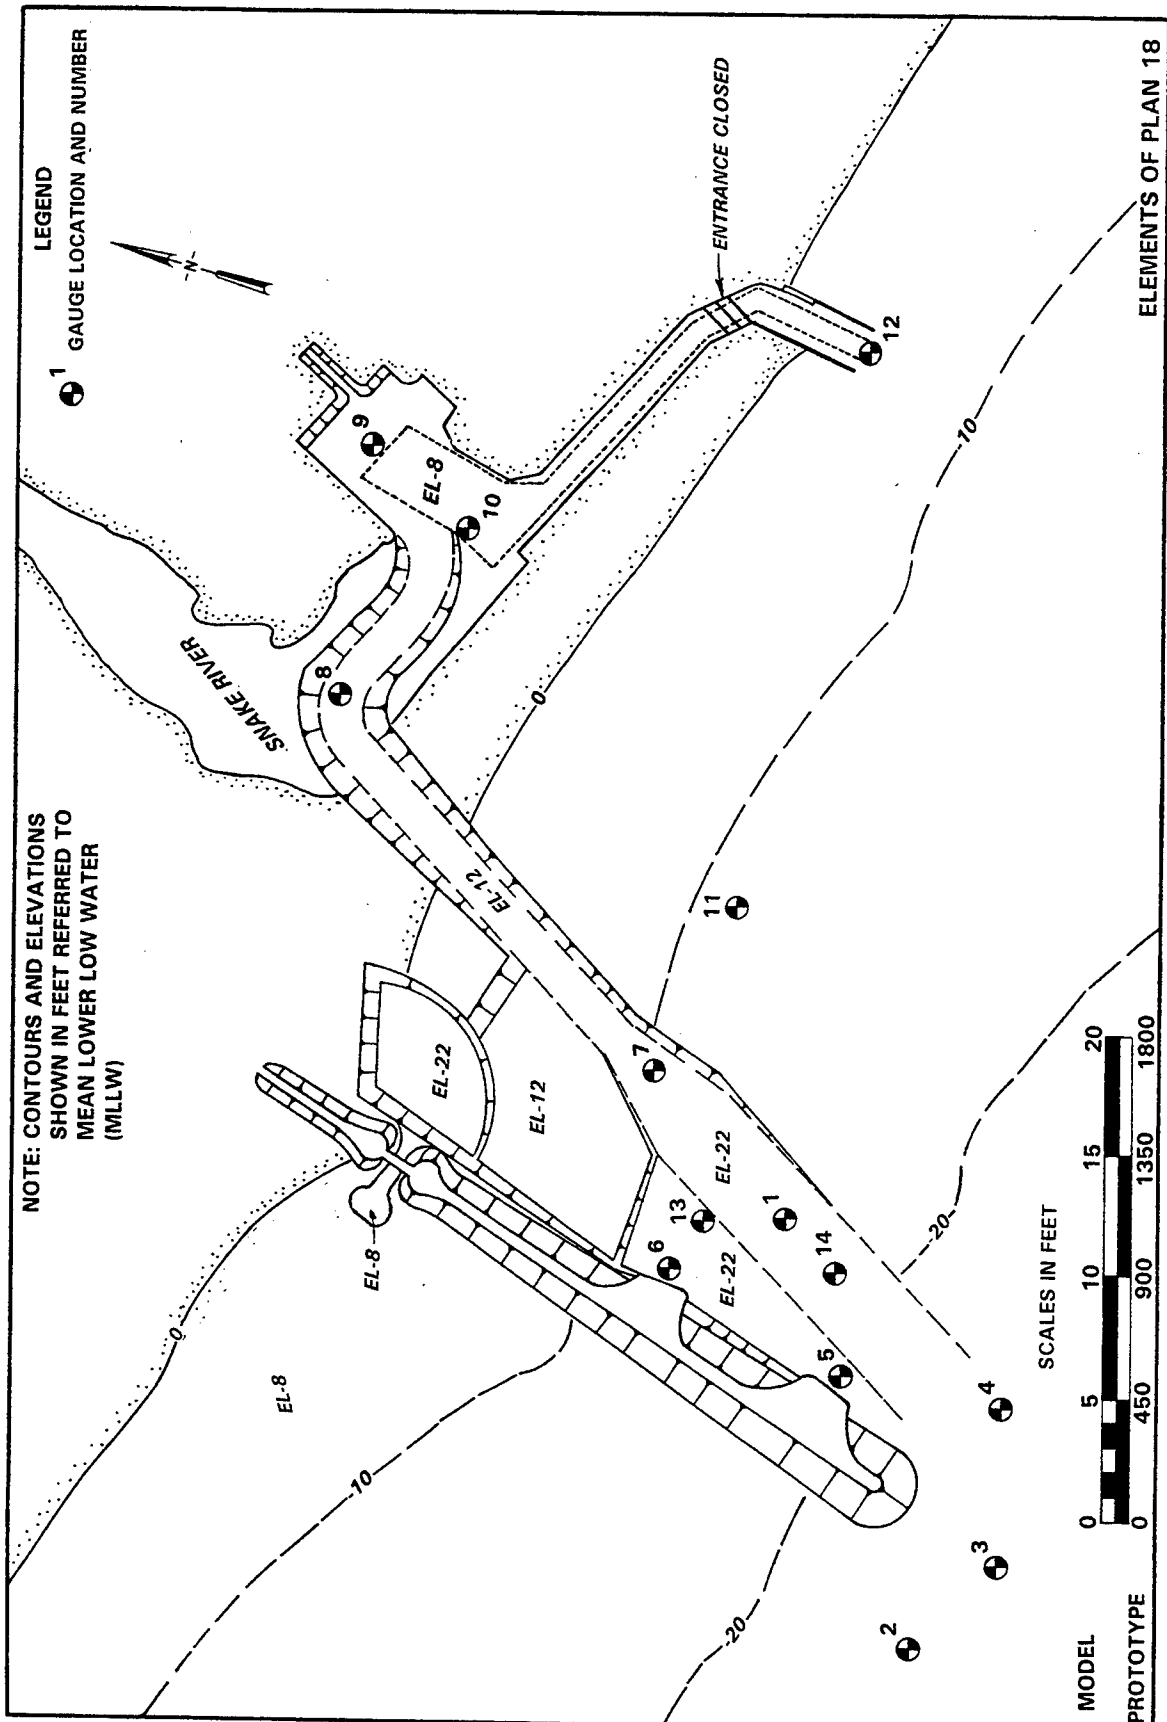 NOTE: CONTOURS AND ELEVATIONS
SHOWN IN FEET REFERRED TO
MEAN LOWER LOW WATER
(MLLW)
LEGEND
1 GAUGE LOCATION AND NUMBER
N
SNAKE RIVER
8
9
EL-8
10
ENTRANCE CLOSED
12
0
0
EL-8
EL-8
EL-22
EL-12
EL-12
-10
-10
11
7
EL-22
13
6
EL-22
1
14
5
4
3
2
-20
-20
SCALES IN FEET
MODEL 0 5 10 15 20
PROTOTYPE 0 450 900 1350 1800
ELEMENTS OF PLAN 18